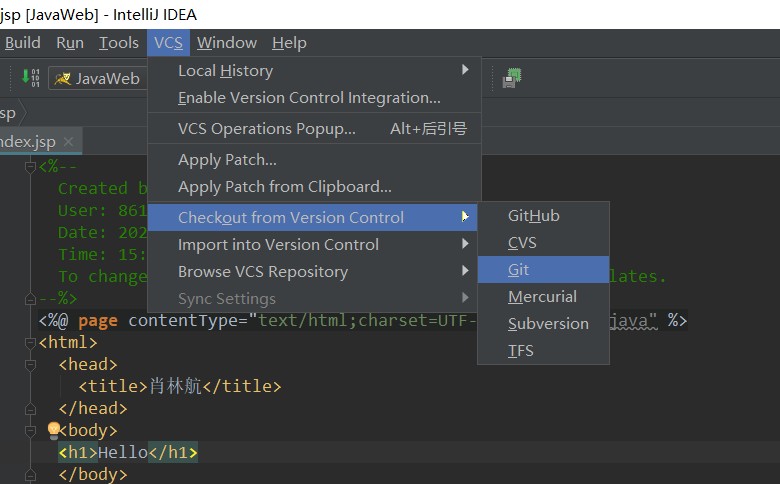 jsp [JavaWeb] - IntelliJ IDEA
Build Run Tools VCS Window Help
JavaWeb
sp
ndex.jsp
Local History
Enable Version Control Integration...
VCS Operations Popup... Alt+后引号
Apply Patch...
Apply Patch from Clipboard...
Checkout from Version Control
Import into Version Control
Browse VCS Repository
Sync Settings
GitHub
CVS
Git
Mercurial
Subversion
TFS
<%--
Created b
User: 861
Date: 202
Time: 15:
To change lates.
--%>
<%@ page contentType="text/html;charset=UTF- java" %>
<html>
<head>
<title>肖林航</title>
</head>
<body>
<h1>Hello</h1>
</body>